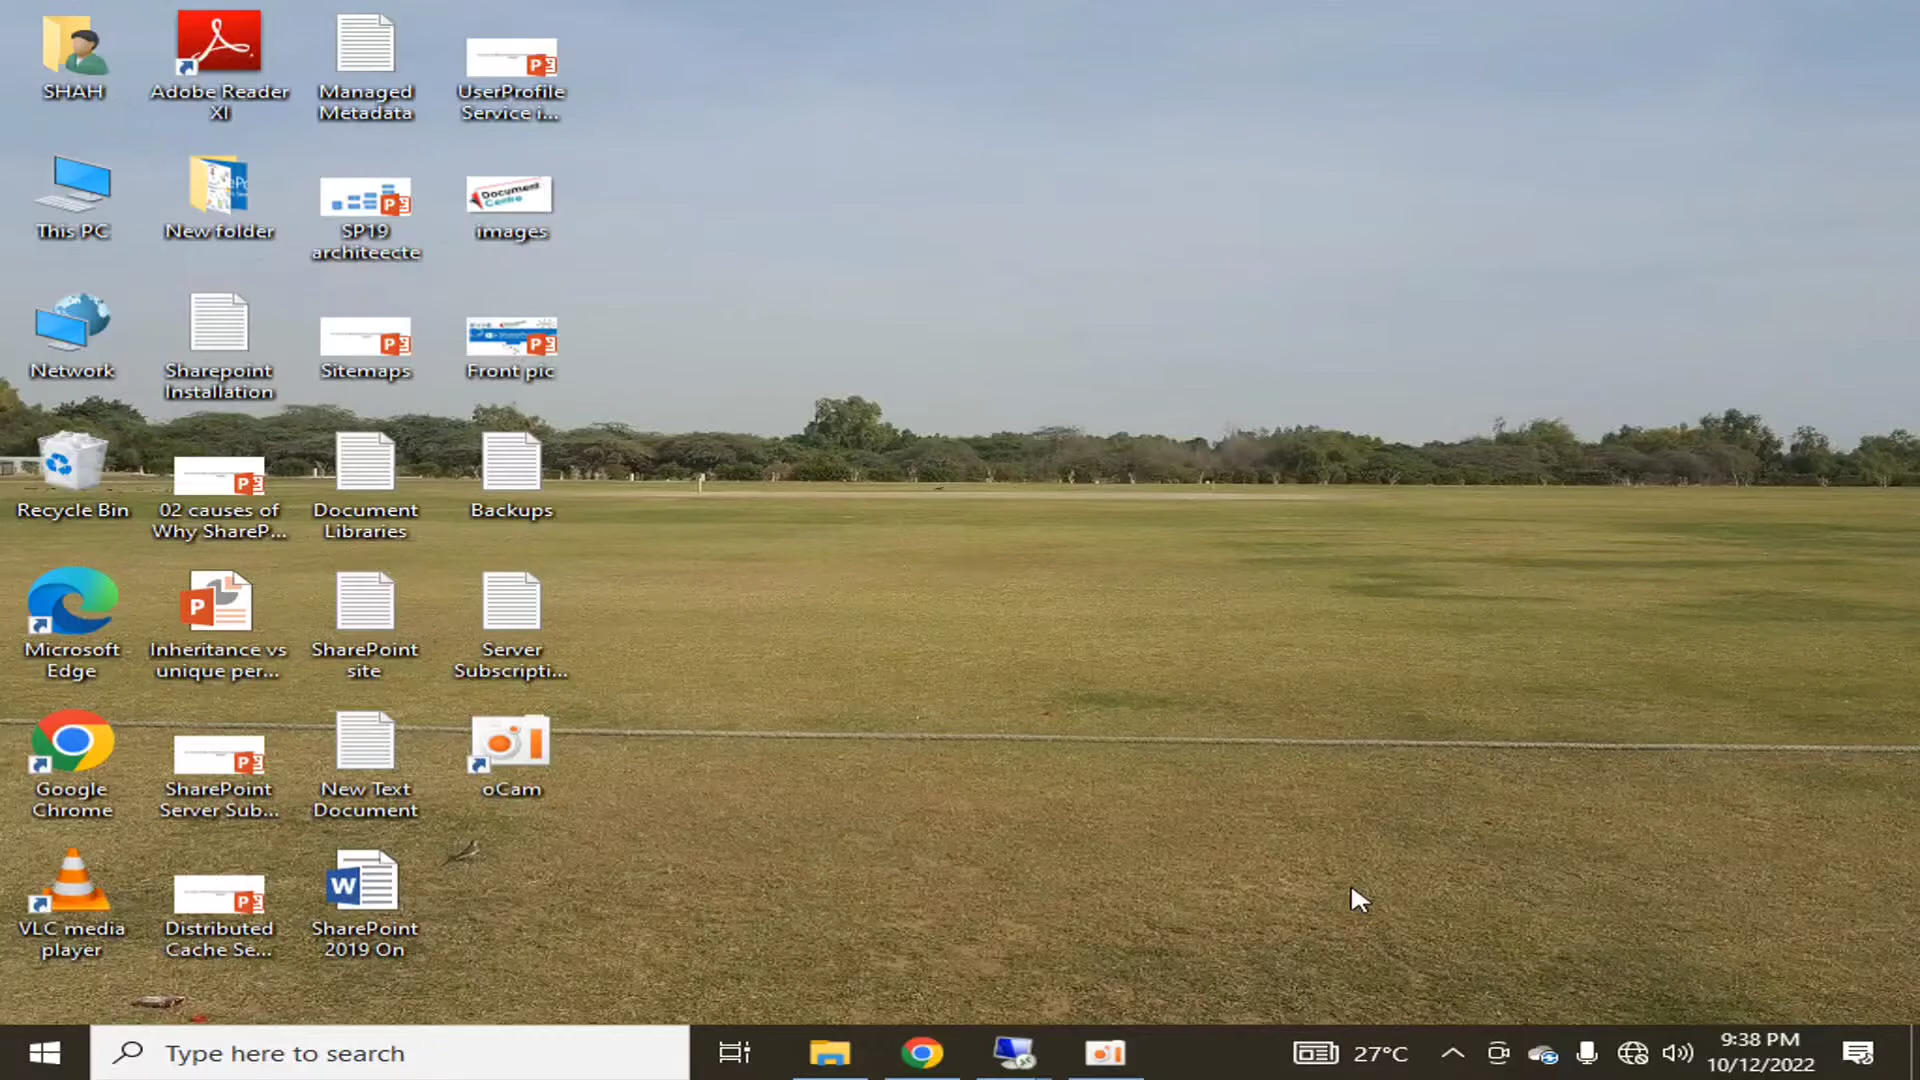 SHAH
Adobe Reader
XI
Managed
Metadata
UserProfile
Service i...
This PC
New folder
SP19
architeecte
Document
Centre
images
Network
Sharepoint
Installation
Sitemaps
Front pic
Recycle Bin
02 causes of
Why ShareP...
Document
Libraries
Backups
Microsoft
Edge
Inheritance vs
unique per...
SharePoint
site
Server
Subscripti...
Google
Chrome
SharePoint
Server Sub...
New Text
Document
oCam
VLC media
player
Distributed
Cache Se...
SharePoint
2019 On
Type here to search
27°C
9:38 PM
10/12/2022